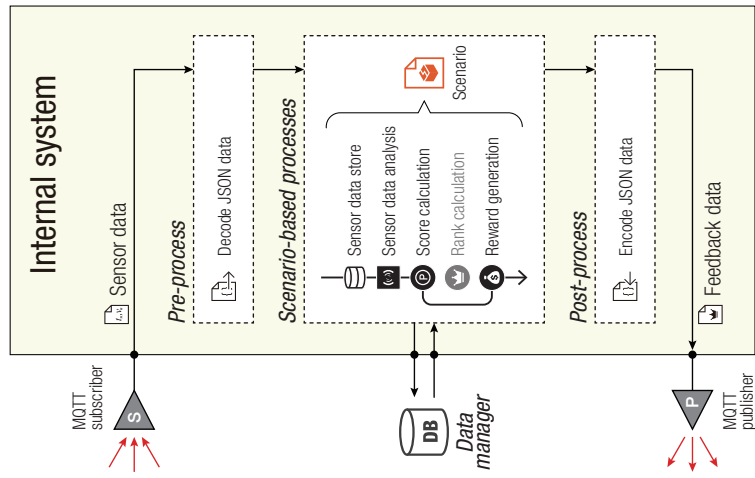 Internal system
MQTT
subscriber
S
t, v,
Sensor data
Pre-process
{ }
Decode JSON data
Scenario-based processes
Sensor data store
Sensor data analysis
P
Score calculation
Rank calculation
$
Reward generation
Scenario
DB
Data
manager
Post-process
{ }
Encode JSON data
Feedback data
P
MQTT
publisher